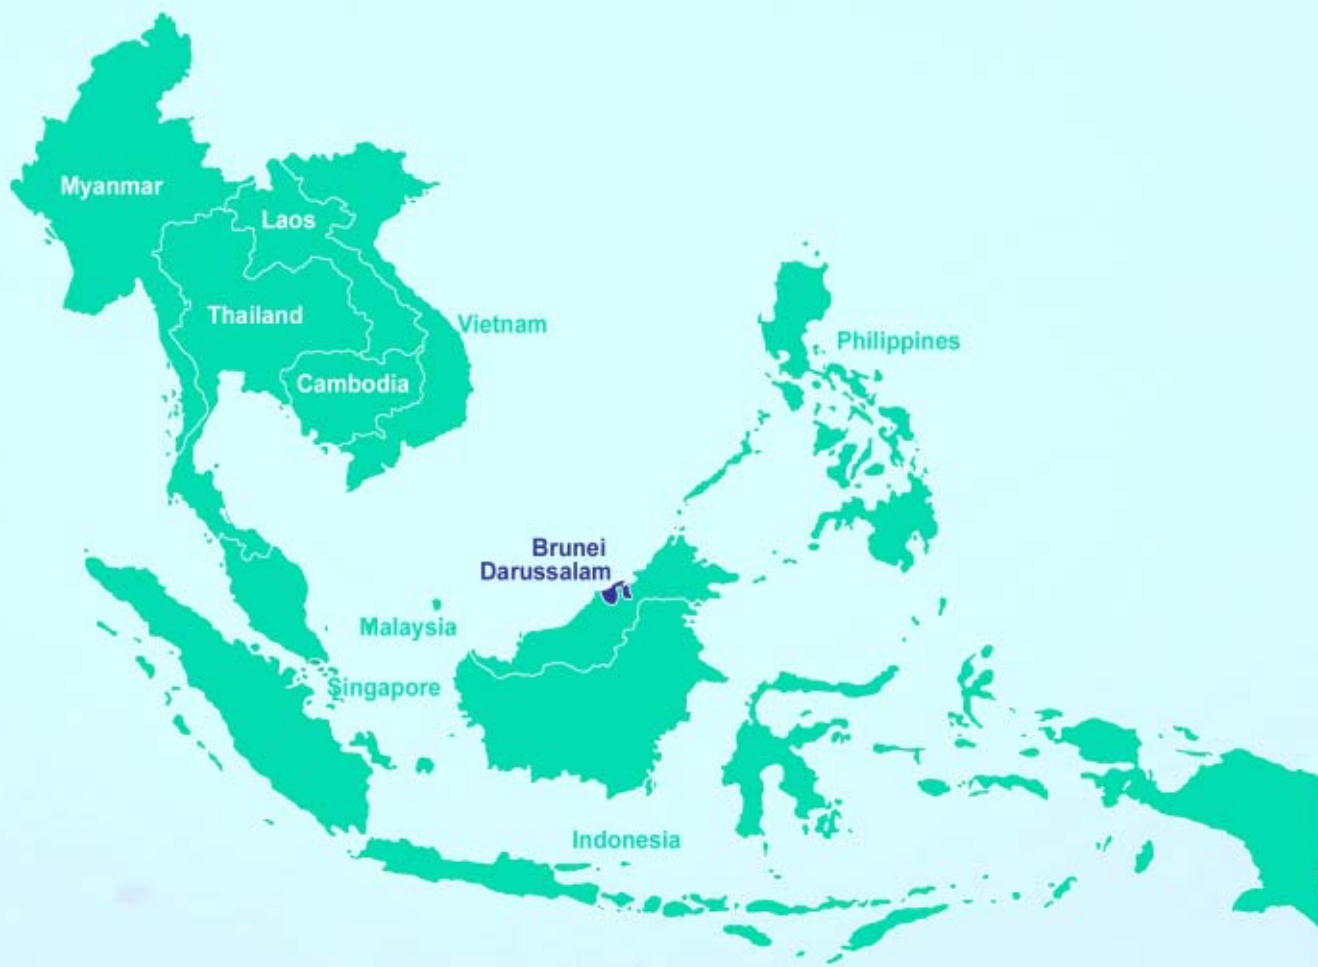 Myanmar
Laos
Thailand
Vietnam
Philippines
Cambodia
Brunei
Darussalam
Malaysia
Singapore
Indonesia